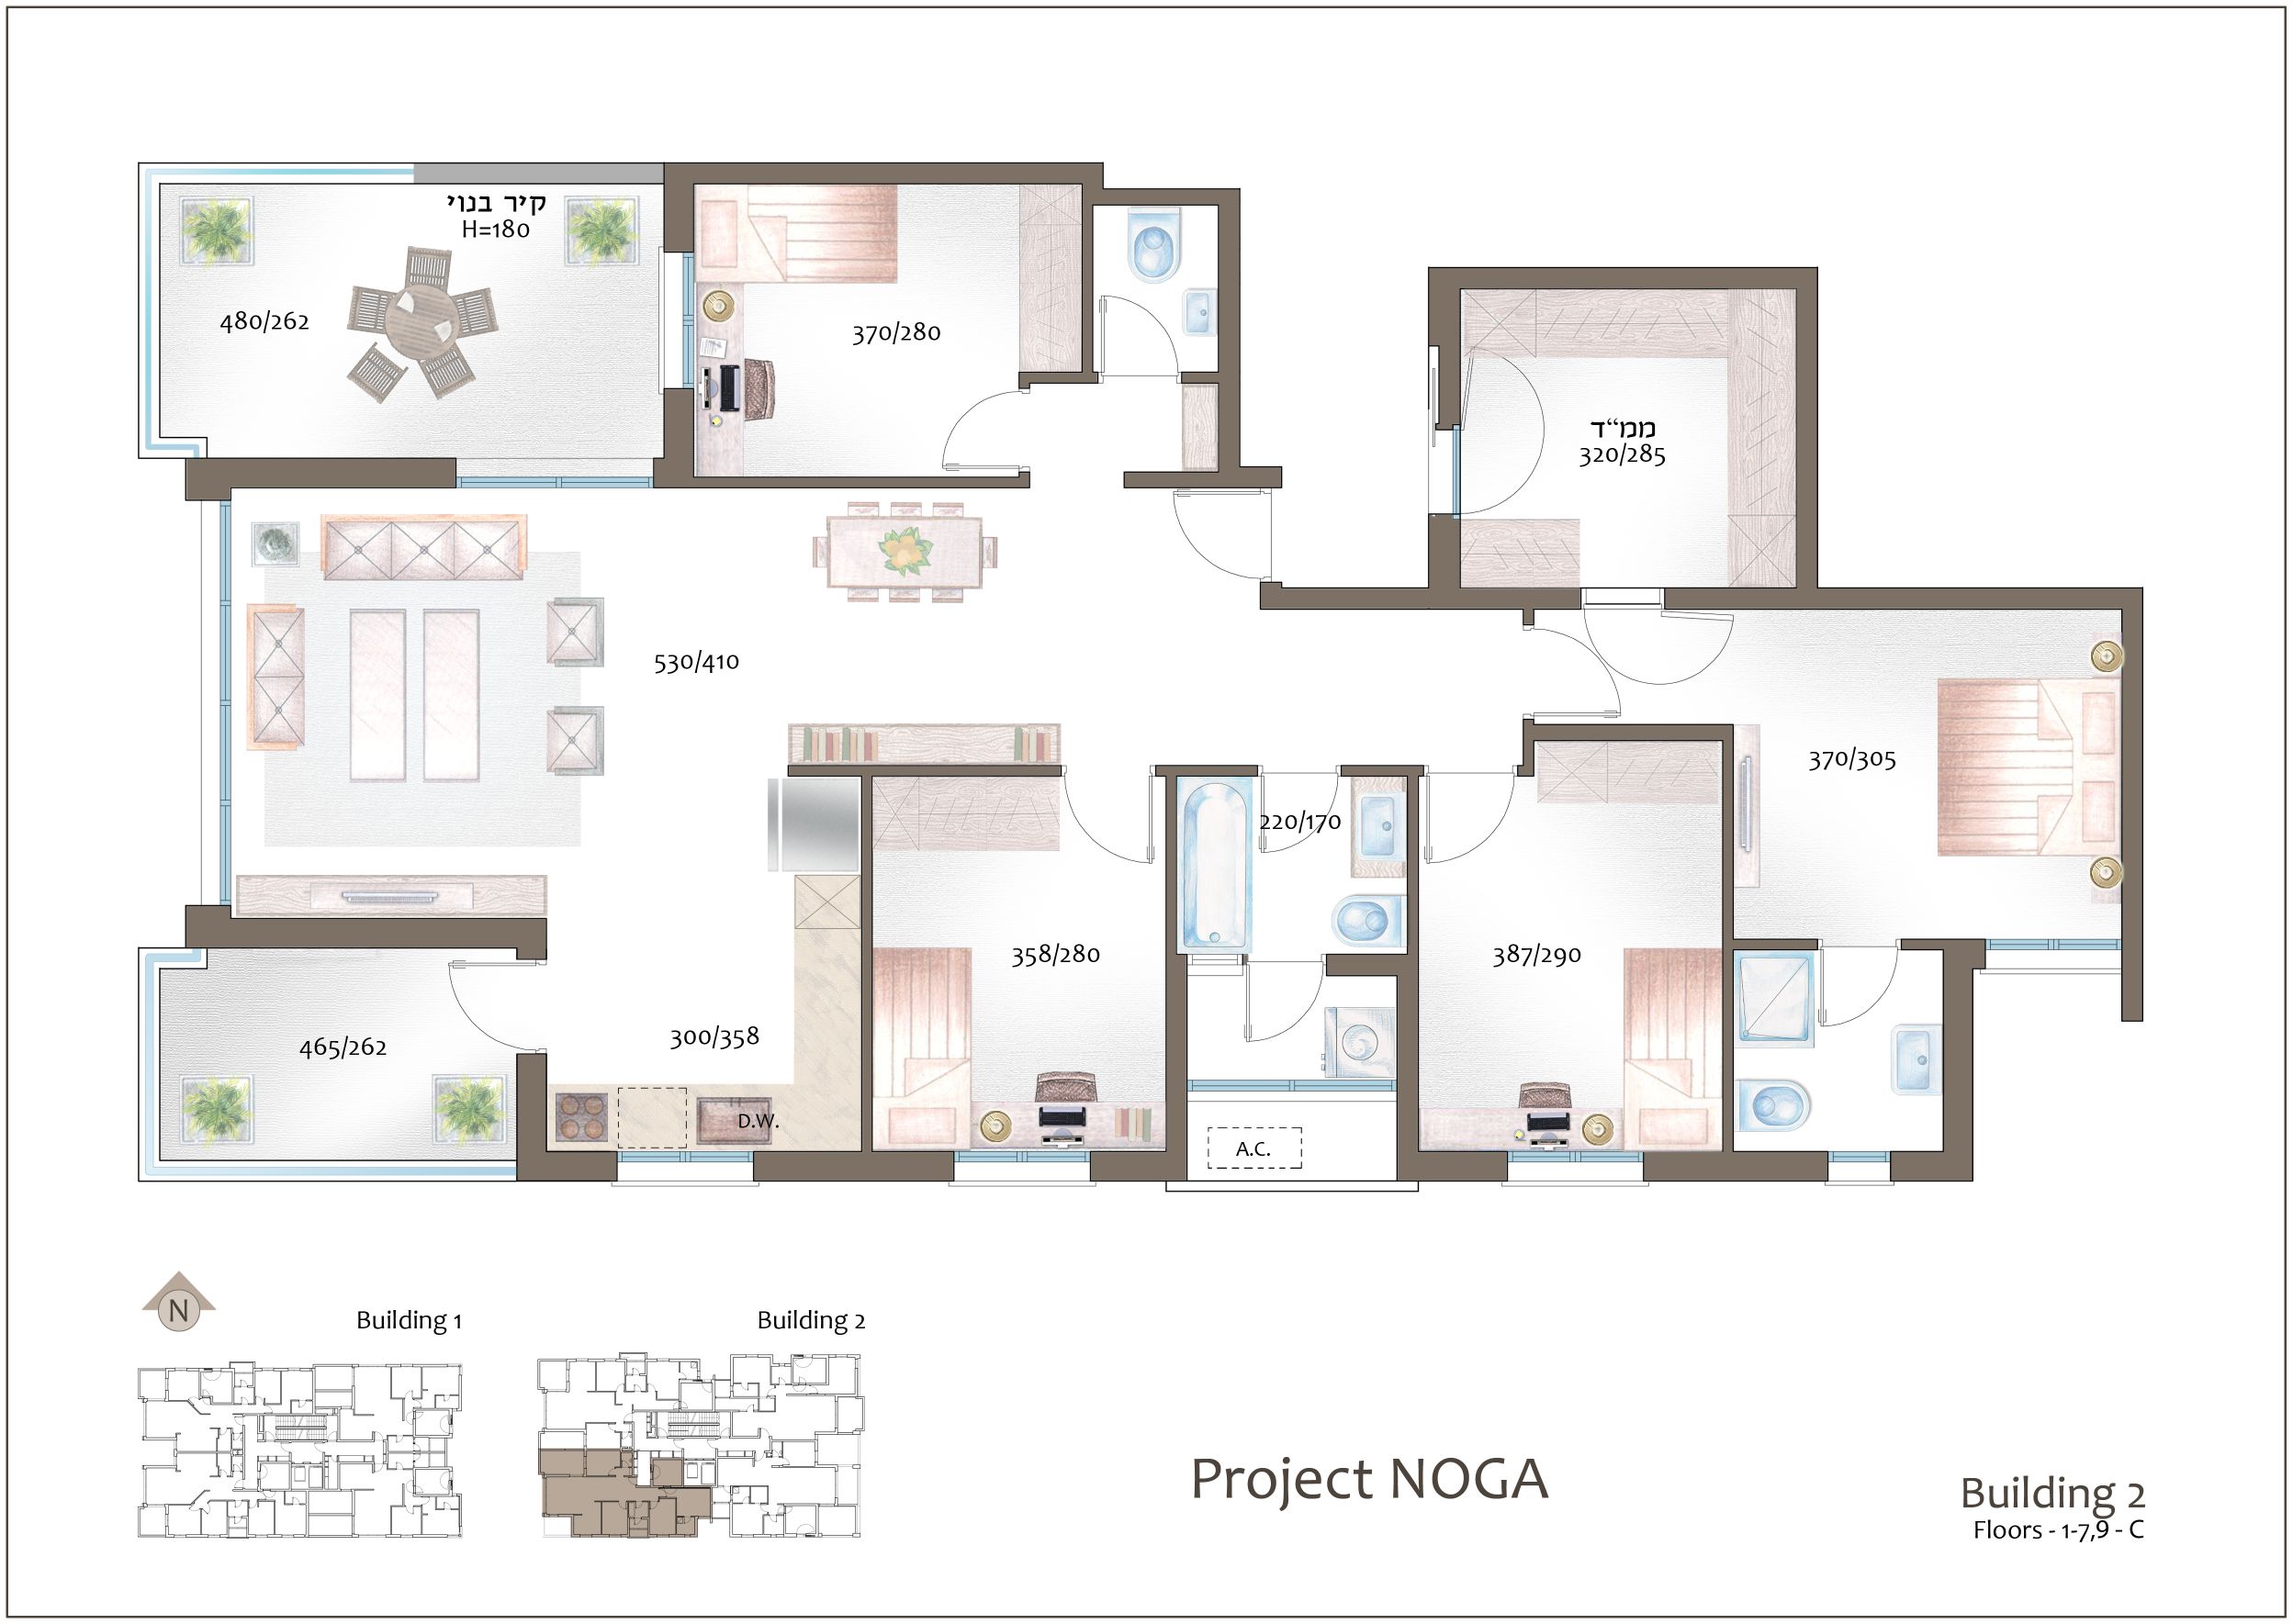 קיר בנוי
H=180
480/262
370/280
ממ“ד
320/285
530/410
370/305
220/170
358/280
387/290
300/358
465/262
D.W.
A.C.
N
Building 1
Building 2
Project NOGA
Building 2
Floors - 1-7,9 - C